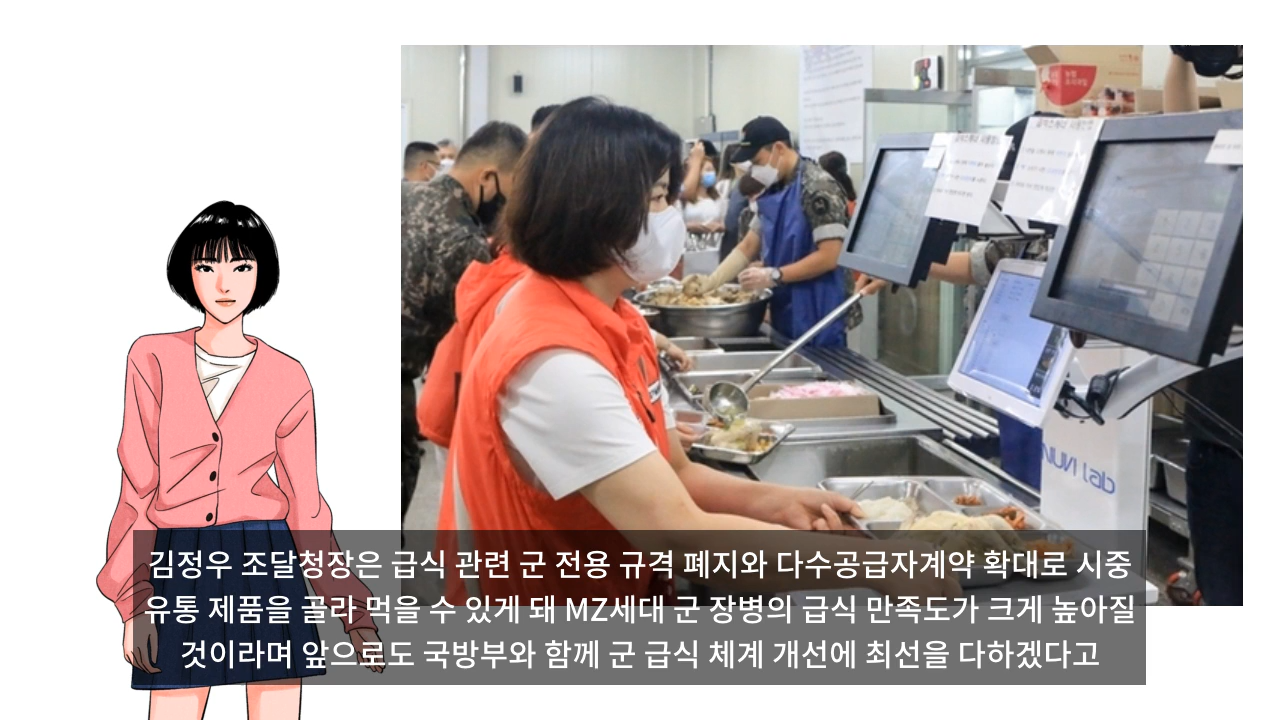 김정우 조달청장은 급식 관련 군 전용 규격 폐지와 다수공급자계약 확대로 시중
유통 제품을 골라 먹을 수 있게 돼 MZ세대 군 장병의 급식 만족도가 크게 높아질
것이라며 앞으로도 국방부와 함께 군 급식 체계 개선에 최선을 다하겠다고